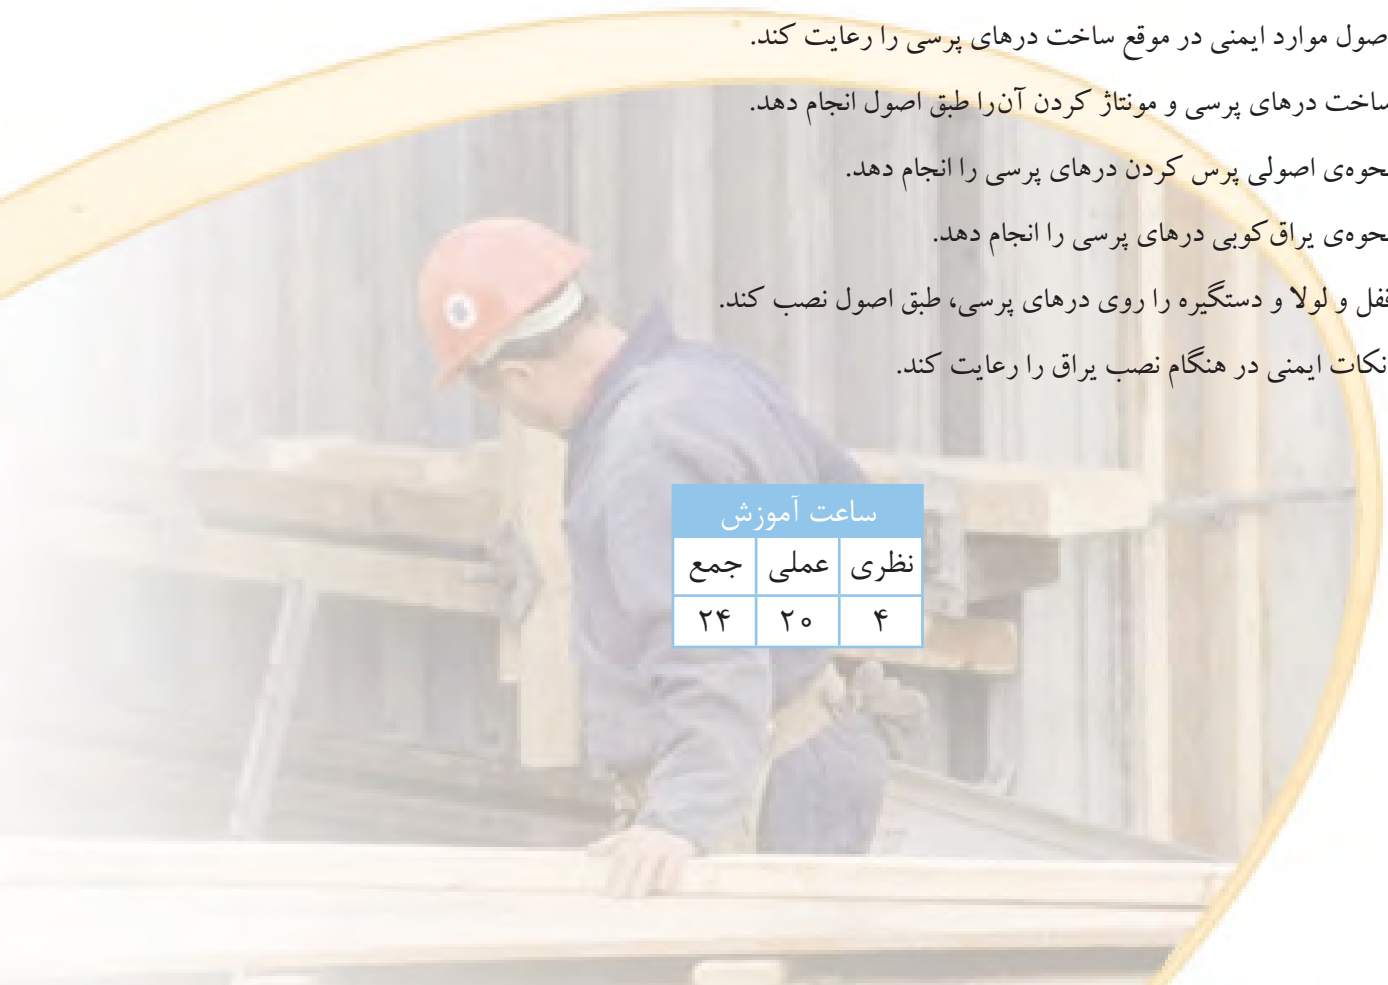 صول موارد ایمنی در موقع ساخت درهای پرسی را رعایت کند.
ساخت درهای پرسی و مونتاژ کردن آن‌را طبق اصول انجام دهد.
حوه‌ی اصولی پرس کردن درهای پرسی را انجام دهد.
حوه‌ی یراق‌کوبی درهای پرسی را انجام دهد.
قفل و لولا و دستگیره را روی درهای پرسی، طبق اصول نصب کند.
نکات ایمنی در هنگام نصب یراق را رعایت کند.
ساعت آموزش
نظری عملی جمع
۴ ۲۰ ۲۴